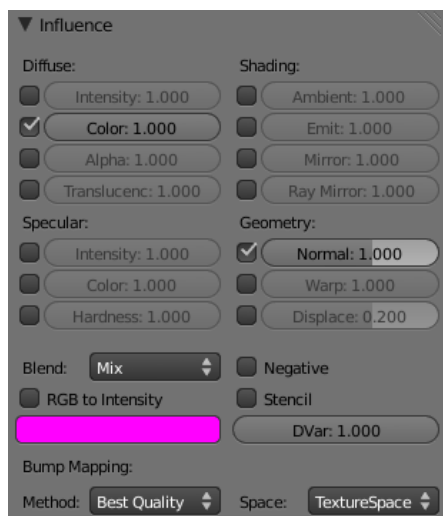 Influence
Diffuse: Shading:
Intensity: 1.000 Ambient: 1.000
Color: 1.000 Emit: 1.000
Alpha: 1.000 Mirror: 1.000
Translucenc: 1.000 Ray Mirror: 1.000
Specular: Geometry:
Intensity: 1.000 Normal: 1.000
Color: 1.000 Warp: 1.000
Hardness: 1.000 Displace: 0.200
Blend: Mix Negative
RGB to Intensity Stencil
DVar: 1.000
Bump Mapping:
Method: Best Quality Space: TextureSpace